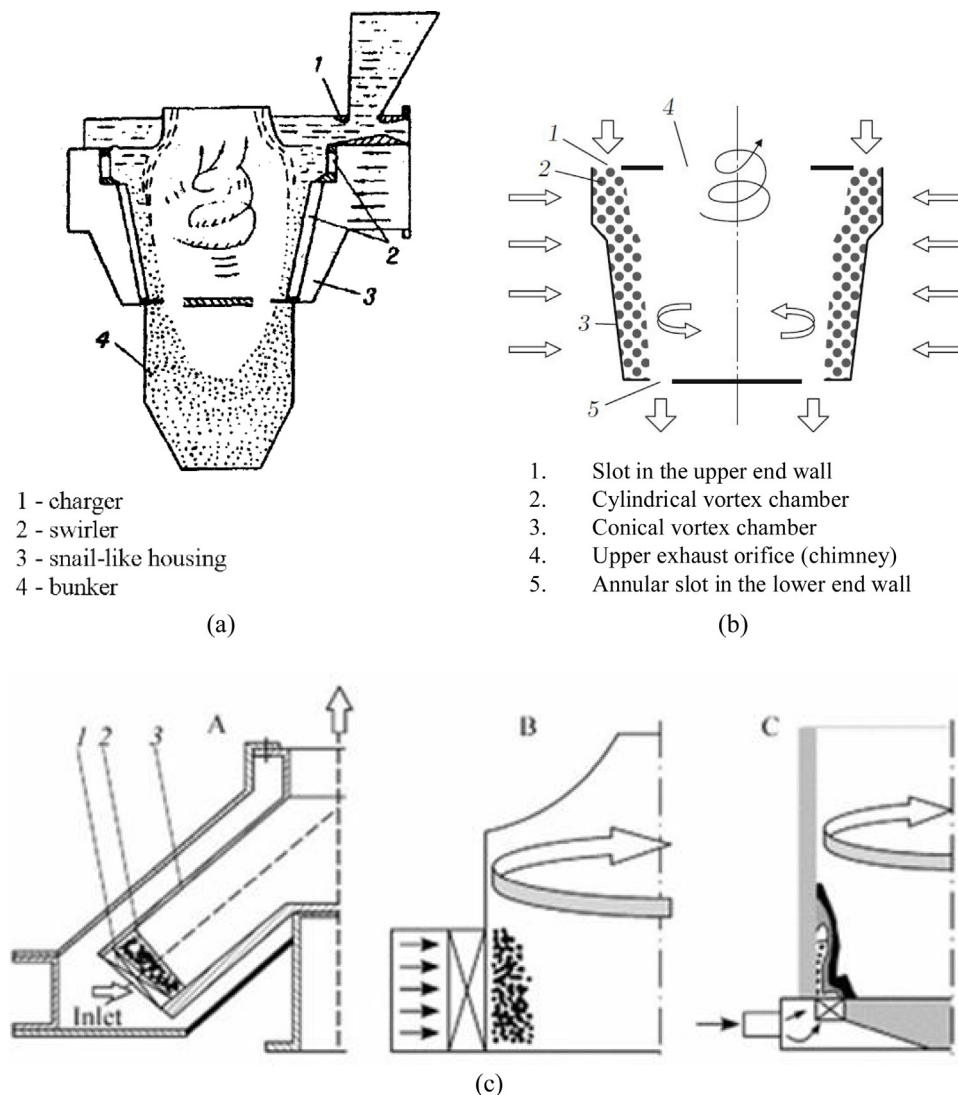 1
2
3
4
1 - charger
2 - swirler
3 - snail-like housing
4 - bunker
(a)
1
4
2
3
5
1. Slot in the upper end wall
2. Cylindrical vortex chamber
3. Conical vortex chamber
4. Upper exhaust orifice (chimney)
5. Annular slot in the lower end wall
(b)
1 2 3 A
Inlet
B
C
(c)